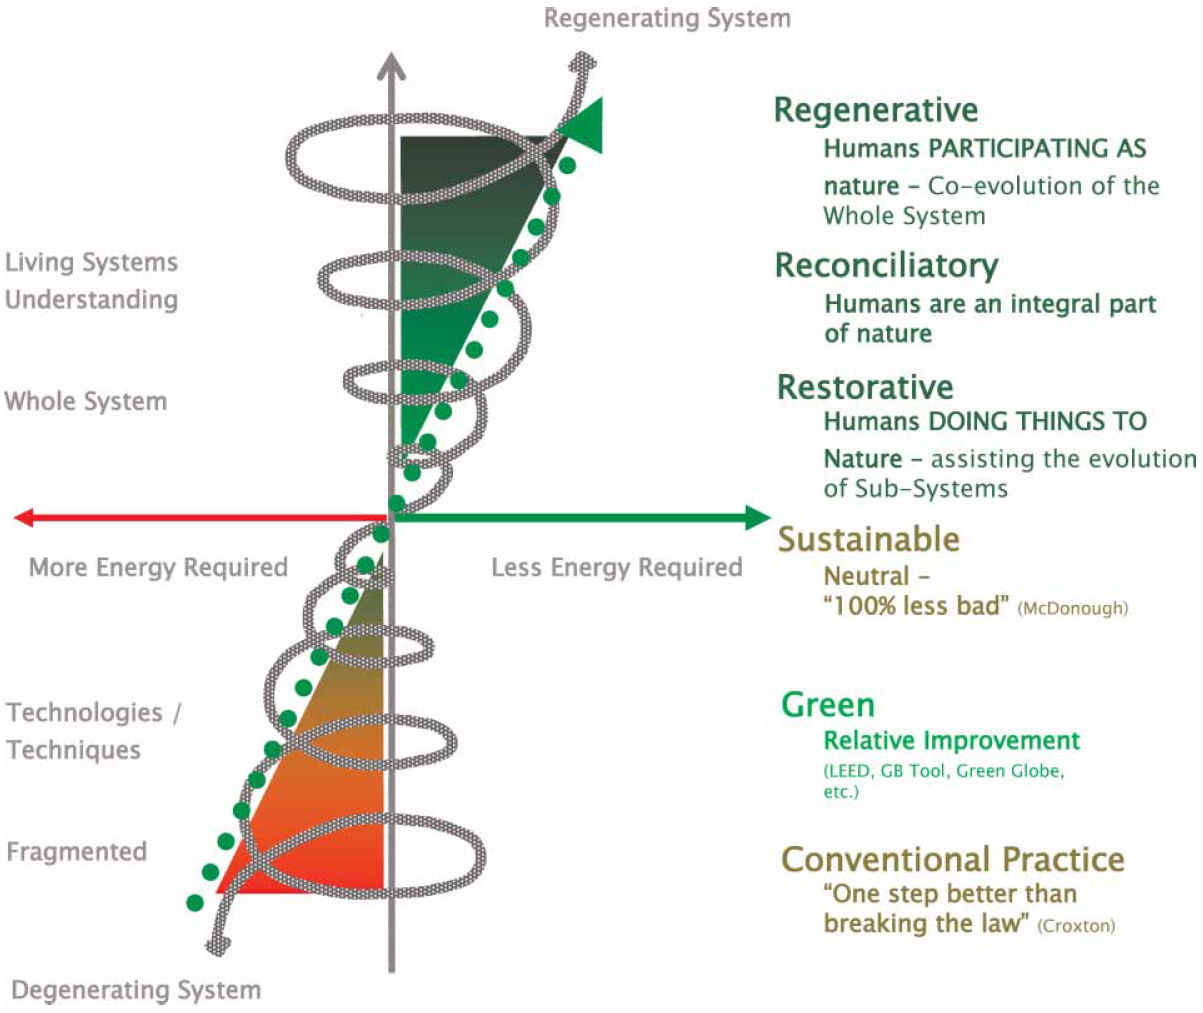 Regenerating System
Regenerative
Humans PARTICIPATING AS
nature – Co-evolution of the
Whole System
Living Systems
Understanding
Reconciliatory
Humans are an integral part
of nature
Whole System
Restorative
Humans DOING THINGS TO
Nature – assisting the evolution
of Sub-Systems
More Energy Required
Less Energy Required
Sustainable
Neutral –
“100% less bad” (McDonough)
Technologies /
Techniques
Green
Relative Improvement
(LEED, GB Tool, Green Globe,
etc.)
Fragmented
Conventional Practice
“One step better than
breaking the law” (Croxton)
Degenerating System